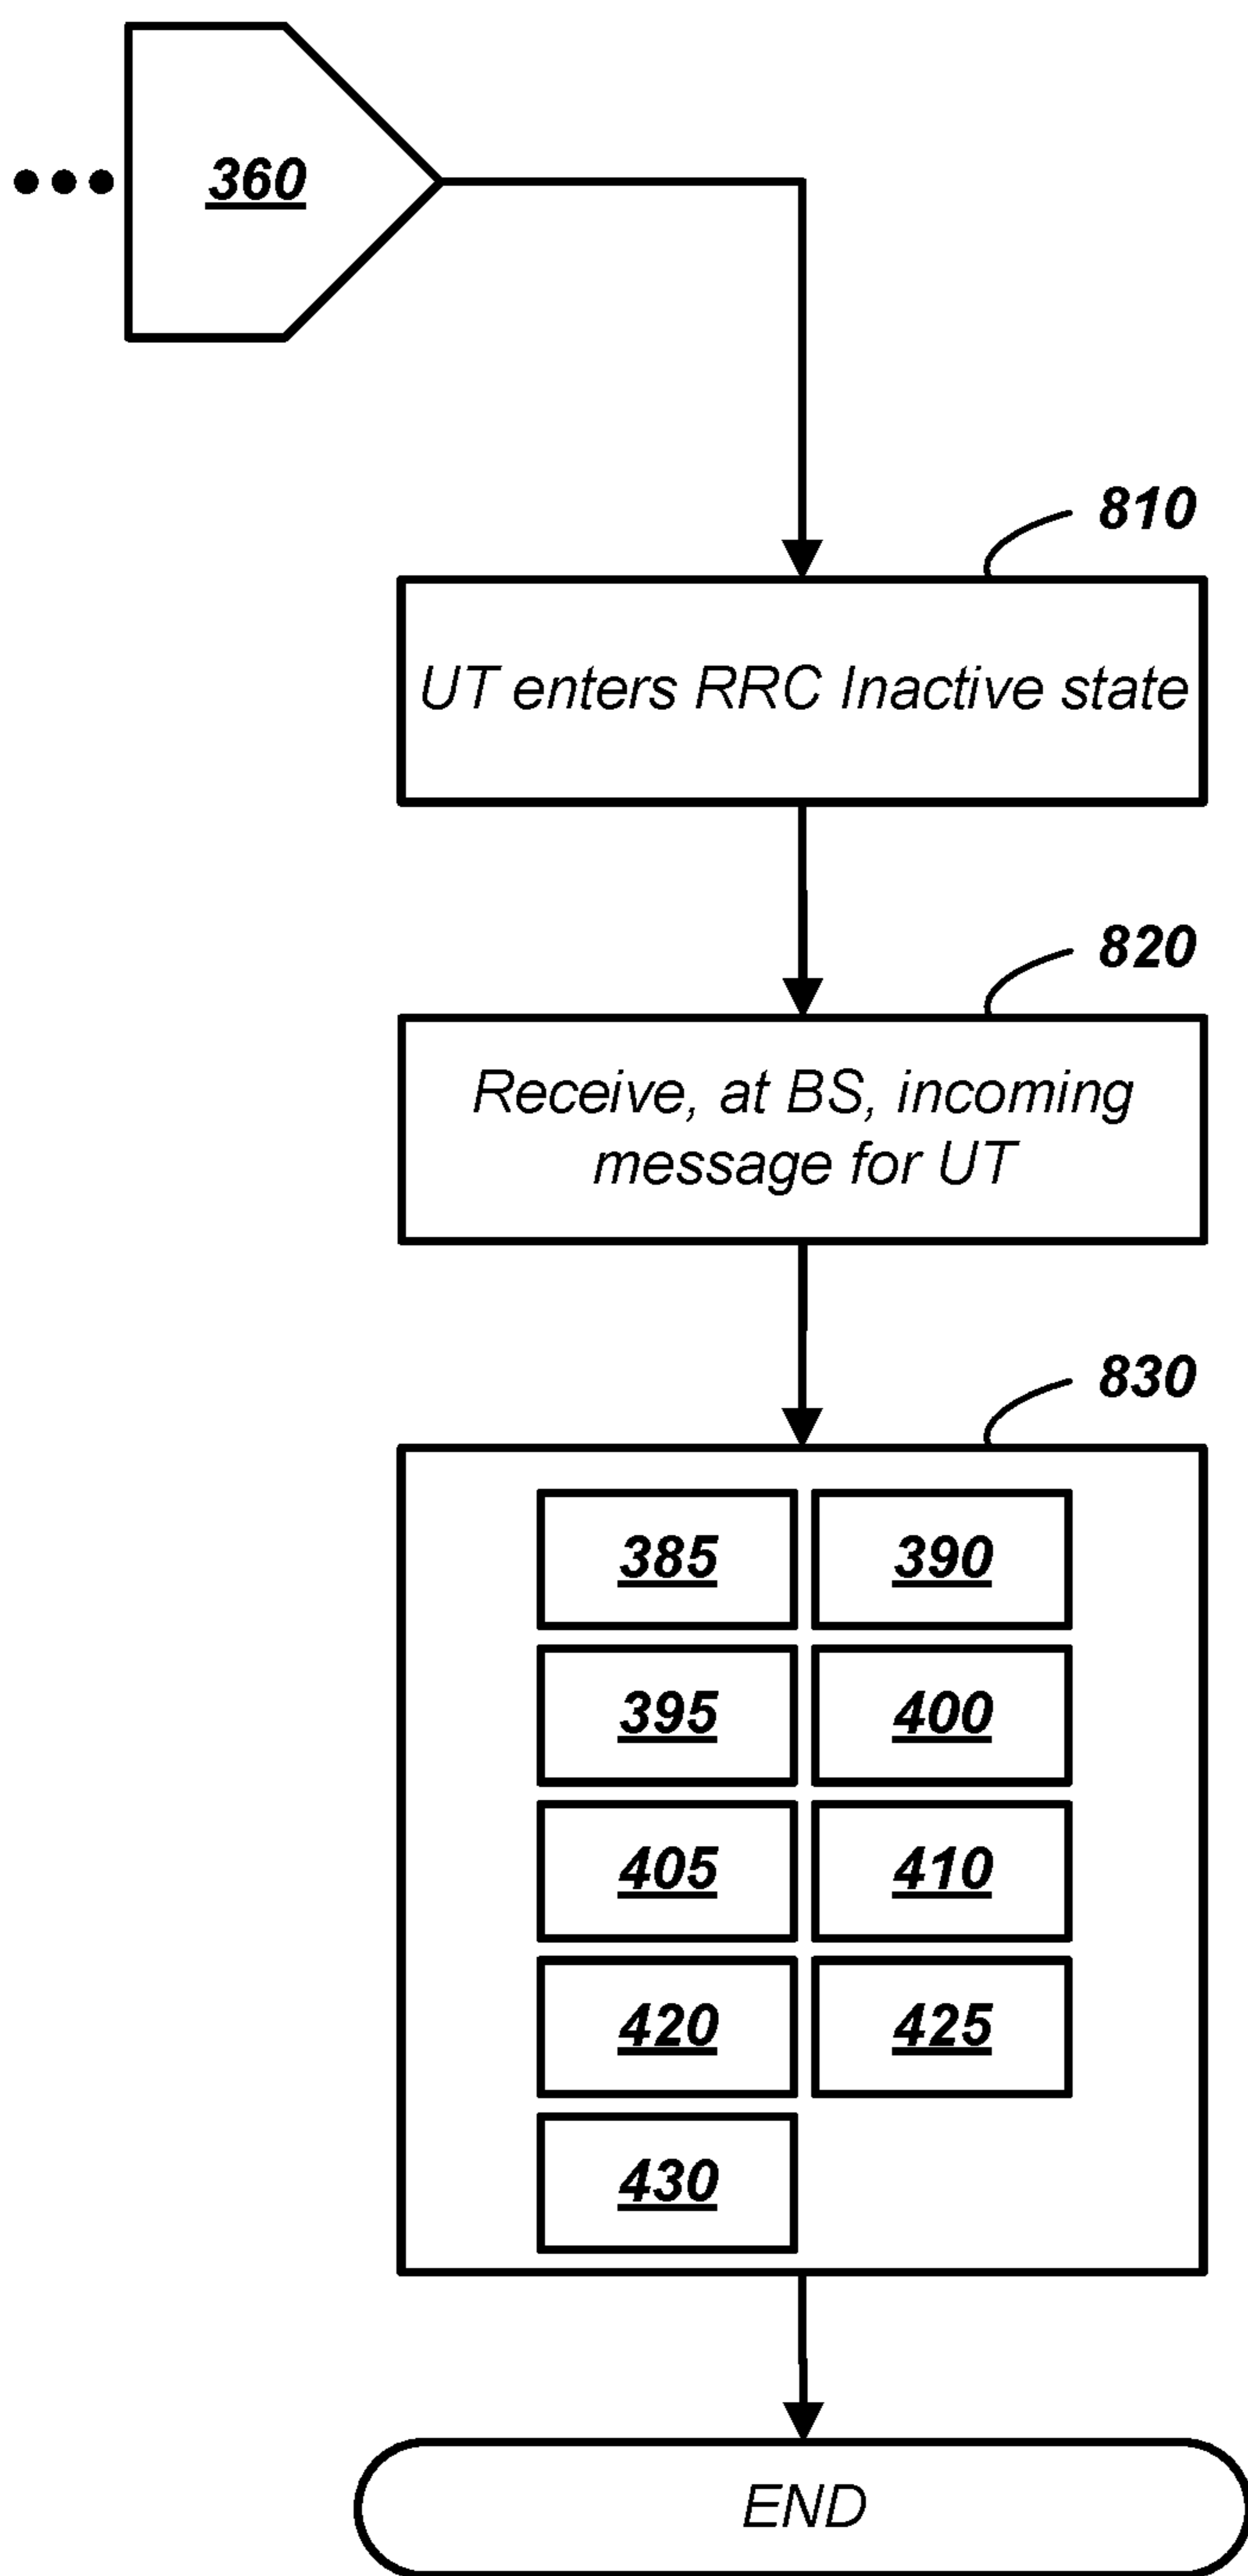 360
810
UT enters RRC Inactive state
820
Receive, at BS, incoming
message for UT
830
385 390
395 400
405 410
420 425
430
END